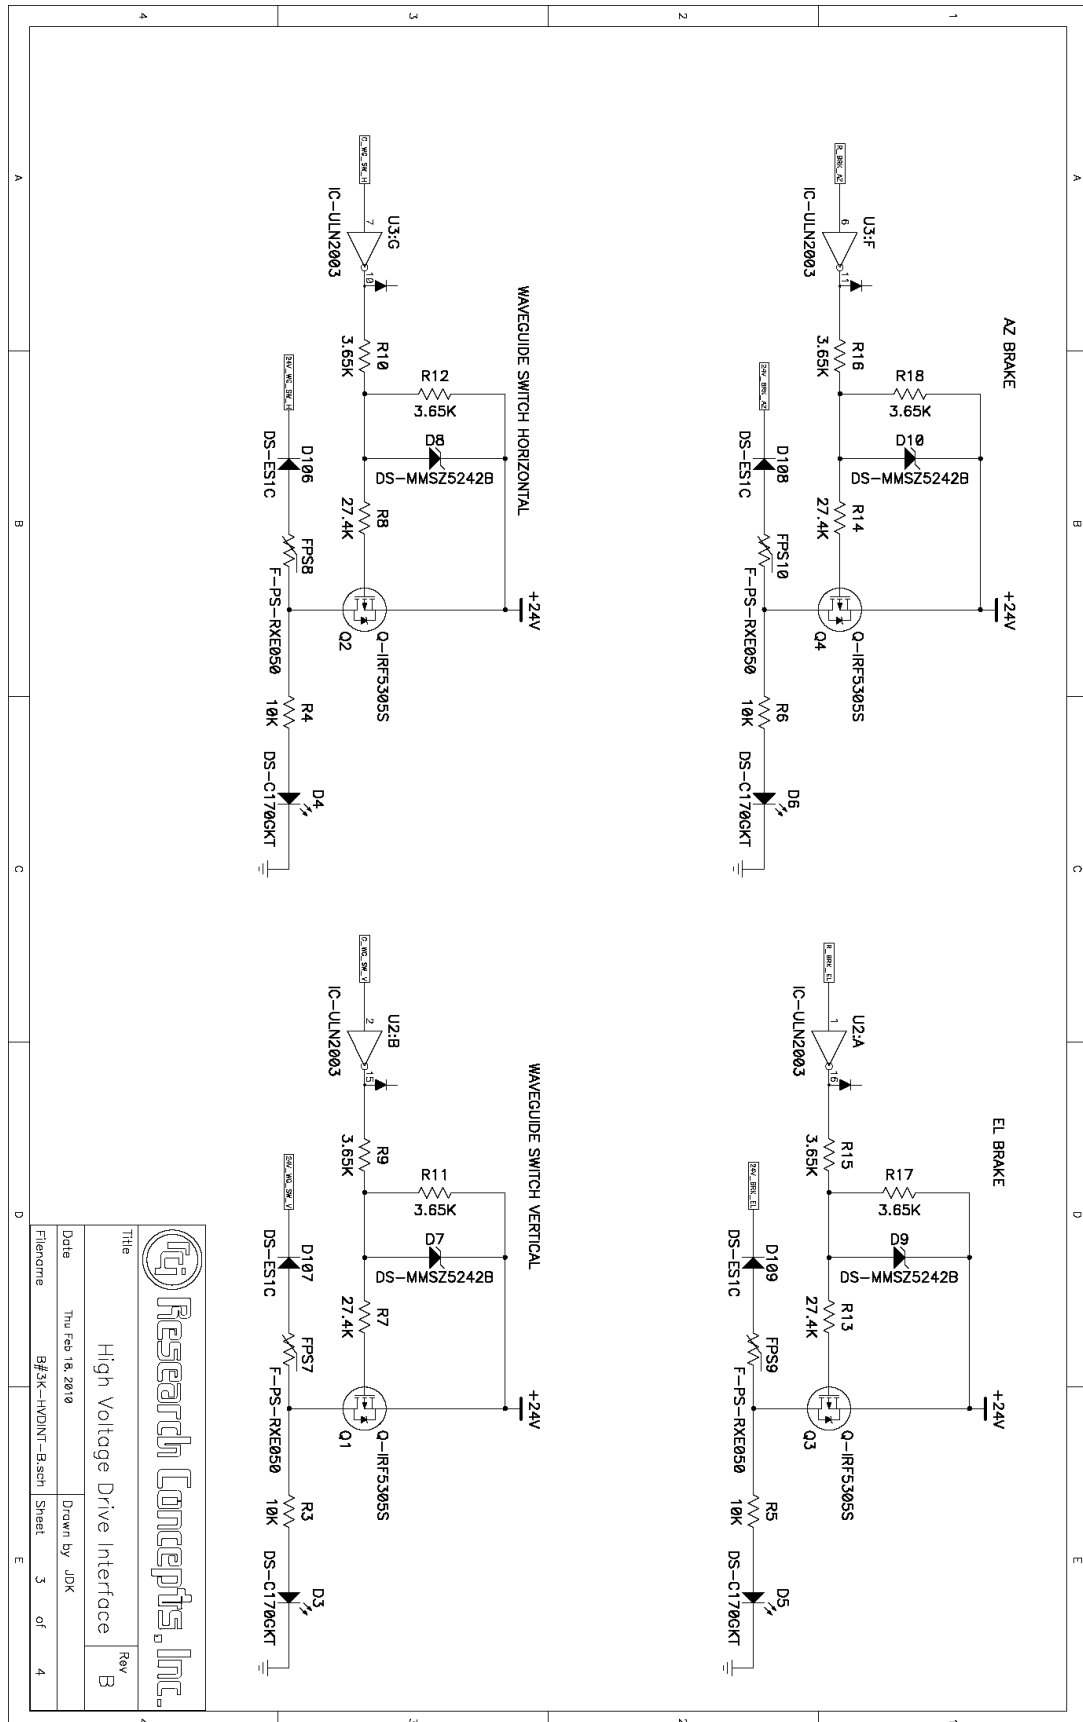 4
3
2
1
A
A
AZ BRAKE
R_BRK_AZ
6
U3:F
IC-ULN2003
11
R16
3.65K
R18
3.65K
D10
DS-MMSZ5242B
R14
27.4K
+24V
Q-IRF5305S
Q4
24V_BRK_AZ
D108
DS-ES1C
FPS10
F-PS-RXE050
R6
10K
D6
DS-C170GKT
WAVEGUIDE SWITCH HORIZONTAL
C_WG_SW_H
7
U3:G
IC-ULN2003
10
R10
3.65K
R12
3.65K
D8
DS-MMSZ5242B
R8
27.4K
+24V
Q-IRF5305S
Q2
24V_WG_SW_H
D106
DS-ES1C
FPS8
F-PS-RXE050
R4
10K
D4
DS-C170GKT
B
B
C
C
EL BRAKE
R_BRK_EL
1
U2:A
IC-ULN2003
16
R15
3.65K
R17
3.65K
D9
DS-MMSZ5242B
R13
27.4K
+24V
Q-IRF5305S
Q3
24V_BRK_EL
D109
DS-ES1C
FPS9
F-PS-RXE050
R5
10K
D5
DS-C170GKT
WAVEGUIDE SWITCH VERTICAL
C_WG_SW_V
2
U2:B
IC-ULN2003
15
R9
3.65K
R11
3.65K
D7
DS-MMSZ5242B
R7
27.4K
+24V
Q-IRF5305S
Q1
24V_WG_SW_V
D107
DS-ES1C
FPS7
F-PS-RXE050
R3
10K
D3
DS-C170GKT
D
D
E
E
rci Research Concepts, Inc.
Title
High Voltage Drive Interface
Rev
B
Date Thu Feb 18, 2010
Drawn by JDK
Filename B#3K-HVDINT-B.sch
Sheet 3 of 4